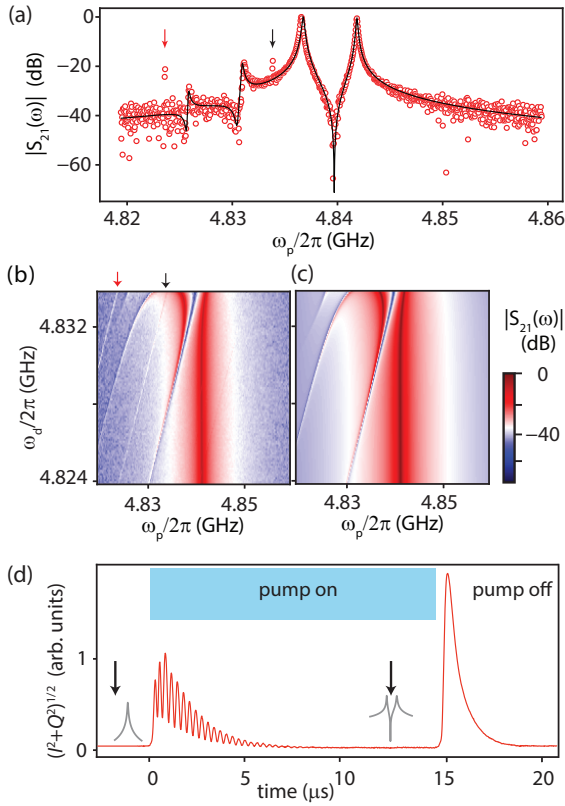 (a)
|S21(ω)| (dB)
0
−20
−40
−60
4.82
4.83
4.84
4.85
4.86
ωp/2π (GHz)
(b)
(c)
ωd/2π (GHz)
4.832
4.824
4.83
4.85
ωp/2π (GHz)
4.83
4.85
ωp/2π (GHz)
|S21(ω)|
(dB)
0
−40
(d)
(I²+Q²)¹/² (arb. units)
1
0
pump on
pump off
0
5
10
15
20
time (μs)